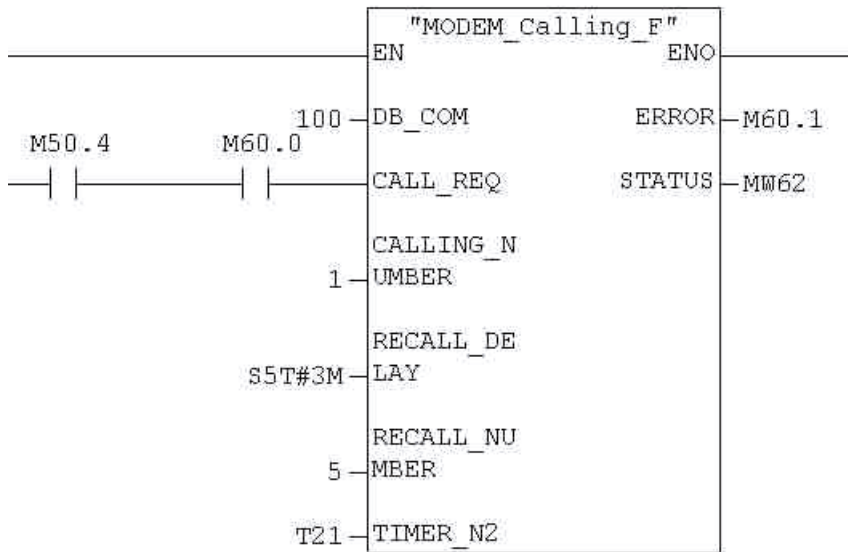 "MODEM_Calling_F"
EN ENO
100 DB_COM ERROR M60.1
M50.4 M60.0
CALL_REQ STATUS MW62
CALLING_N
1 UMBER
RECALL_DE
S5T#3M LAY
RECALL_NU
5 MBER
T21 TIMER_N2